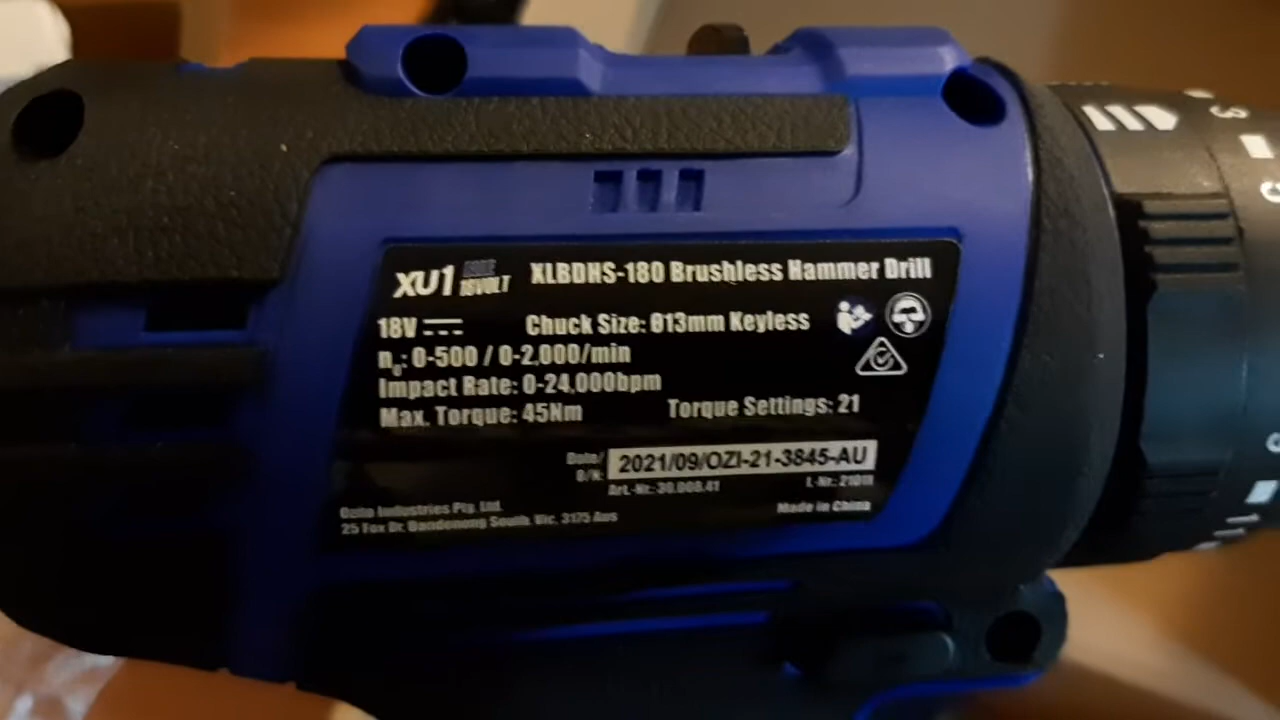 XU1 18VOLT XLBDHS-180 Brushless Hammer Drill
18V Chuck Size: Ø13mm Keyless
n₀: 0-500 / 0-2,000/min
Impact Rate: 0-24,000bpm
Max. Torque: 45Nm Torque Settings: 21
Date/
S/N: 2021/09/OZI-21-3845-AU
Art.-Nr.:30.008.41 I.-Nr.: 21011
Ozito Industries Pty. Ltd. Made in China
25 Fox Dr. Dandenong South, Vic. 3175 Aus
3